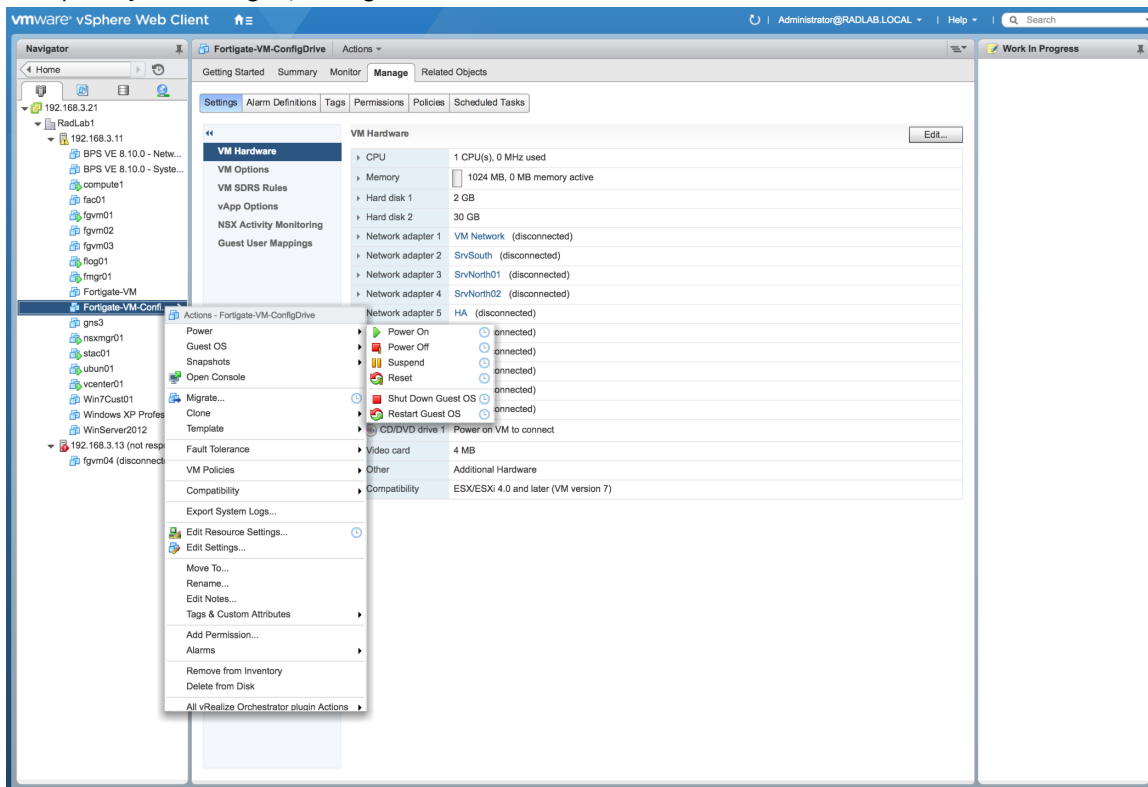 vmware® vSphere Web Client
Administrator@RADLAB.LOCAL
Help
Search
Navigator
Home
192.168.3.21
RadLab1
192.168.3.11
BPS VE 8.10.0 - Netw...
BPS VE 8.10.0 - Syste...
compute1
fac01
fgvm01
fgvm02
fgvm03
flog01
fmgr01
Fortigate-VM
Fortigate-VM-Confi...
gns3
nsxmgr01
stac01
ubun01
vcenter01
Win7Cust01
Windows XP Profes
WinServer2012
192.168.3.13 (not resp
fgvm04 (disconnect
Fortigate-VM-ConfigDrive Actions
Getting Started Summary Monitor Manage Related Objects
Settings Alarm Definitions Tags Permissions Policies Scheduled Tasks
VM Hardware
VM Options
VM SDRS Rules
vApp Options
NSX Activity Monitoring
Guest User Mappings
VM Hardware
Edit...
CPU 1 CPU(s), 0 MHz used
Memory 1024 MB, 0 MB memory active
Hard disk 1 2 GB
Hard disk 2 30 GB
Network adapter 1 VM Network (disconnected)
Network adapter 2 SrvSouth (disconnected)
Network adapter 3 SrvNorth01 (disconnected)
Network adapter 4 SrvNorth02 (disconnected)
Network adapter 5 HA (disconnected)
onnected)
onnected)
onnected)
onnected)
onnected)
CD/DVD drive 1 Power on VM to connect
Video card 4 MB
Other Additional Hardware
Compatibility ESX/ESXi 4.0 and later (VM version 7)
Actions - Fortigate-VM-ConfigDrive
Power
Guest OS
Snapshots
Open Console
Migrate...
Clone
Template
Fault Tolerance
VM Policies
Compatibility
Export System Logs...
Edit Resource Settings...
Edit Settings...
Move To...
Rename...
Edit Notes...
Tags & Custom Attributes
Add Permission...
Alarms
Remove from Inventory
Delete from Disk
All vRealize Orchestrator plugin Actions
Power On
Power Off
Suspend
Reset
Shut Down Guest OS
Restart Guest OS
Work In Progress